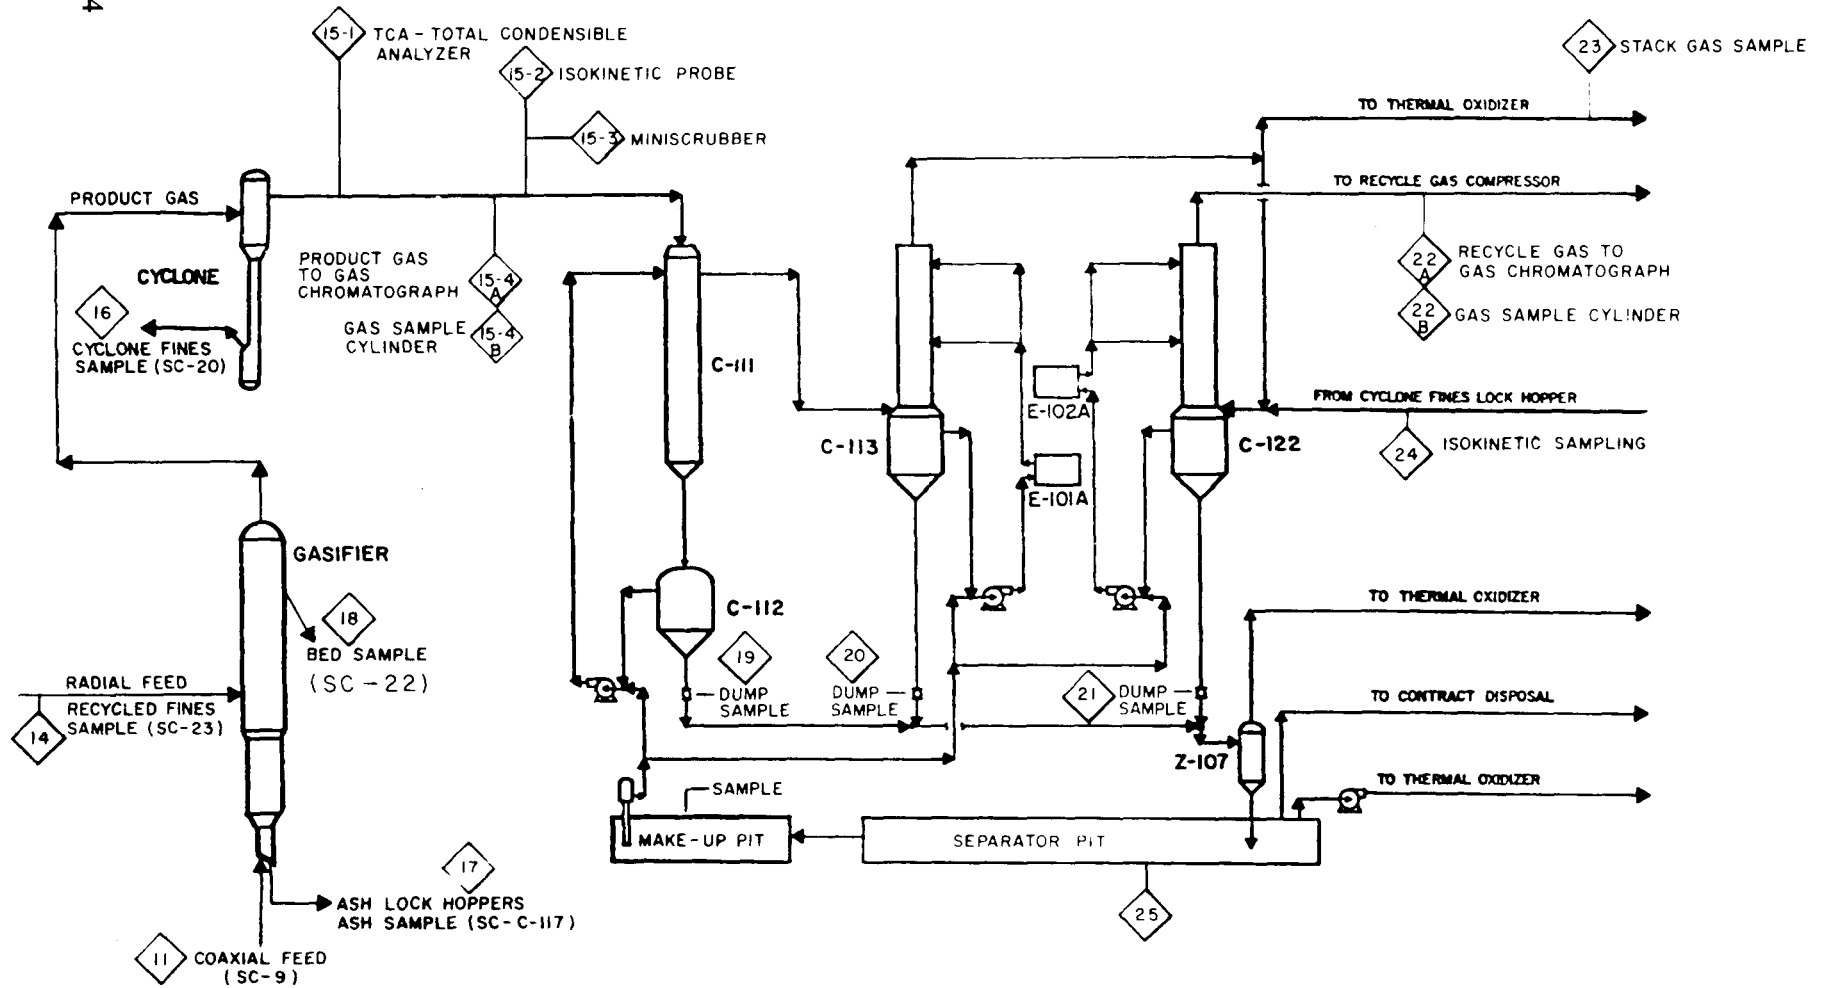 4
15-1 TCA - TOTAL CONDENSIBLE
ANALYZER
15-2 ISOKINETIC PROBE
15-3 MINISCRUBBER
23 STACK GAS SAMPLE
TO THERMAL OXIDIZER
TO RECYCLE GAS COMPRESSOR
PRODUCT GAS
CYCLONE
16
CYCLONE FINES
SAMPLE (SC-20)
PRODUCT GAS
TO GAS
CHROMATOGRAPH
15-4
A
GAS SAMPLE
CYLINDER
15-4
B
C-111
22
A
RECYCLE GAS TO
GAS CHROMATOGRAPH
22
B
GAS SAMPLE CYLINDER
E-102A
FROM CYCLONE FINES LOCK HOPPER
C-113
C-122
24
ISOKINETIC SAMPLING
E-101A
GASIFIER
18
BED SAMPLE
(SC-22)
C-112
TO THERMAL OXIDIZER
19
DUMP
SAMPLE
20
DUMP
SAMPLE
21
DUMP
SAMPLE
RADIAL FEED
RECYCLED FINES
SAMPLE (SC-23)
14
TO CONTRACT DISPOSAL
Z-107
TO THERMAL OXIDIZER
SAMPLE
MAKE-UP PIT
SEPARATOR PIT
17
ASH LOCK HOPPERS
ASH SAMPLE (SC-C-117)
25
11
COAXIAL FEED
(SC-9)